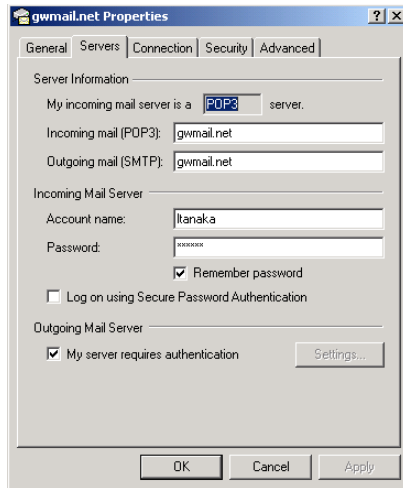 gwmail.net Properties
General Servers Connection Security Advanced
Server Information
My incoming mail server is a POP3 server.
Incoming mail (POP3): gwmail.net
Outgoing mail (SMTP): gwmail.net
Incoming Mail Server
Account name: ltanaka
Password: ××××××
Remember password
Log on using Secure Password Authentication
Outgoing Mail Server
My server requires authentication Settings...
OK Cancel Apply